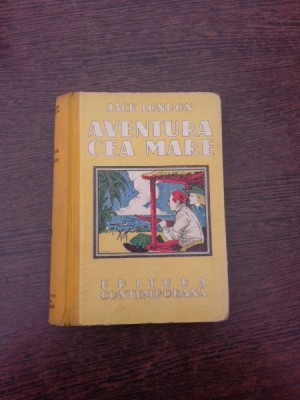 JACK LONDON
AVENTURA
CEA MARE
EDITURA
CONTEMPORANA